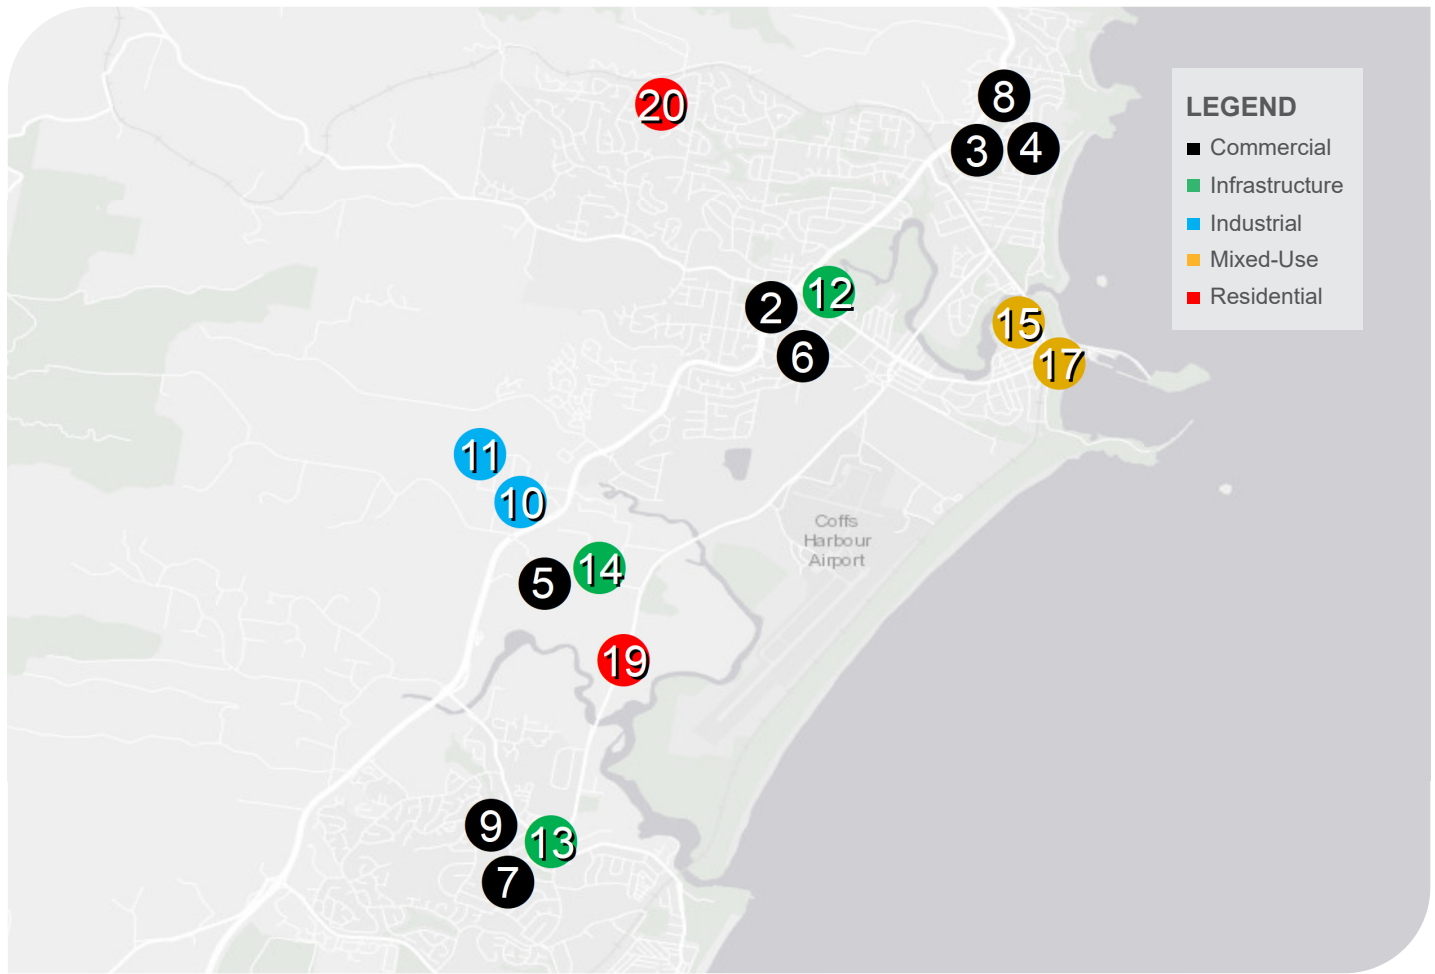 20
8
3
4
LEGEND
Commercial
Infrastructure
Industrial
Mixed-Use
Residential
2
12
6
15
17
11
10
Coffs
Harbour
Airport
5
14
19
9
13
7